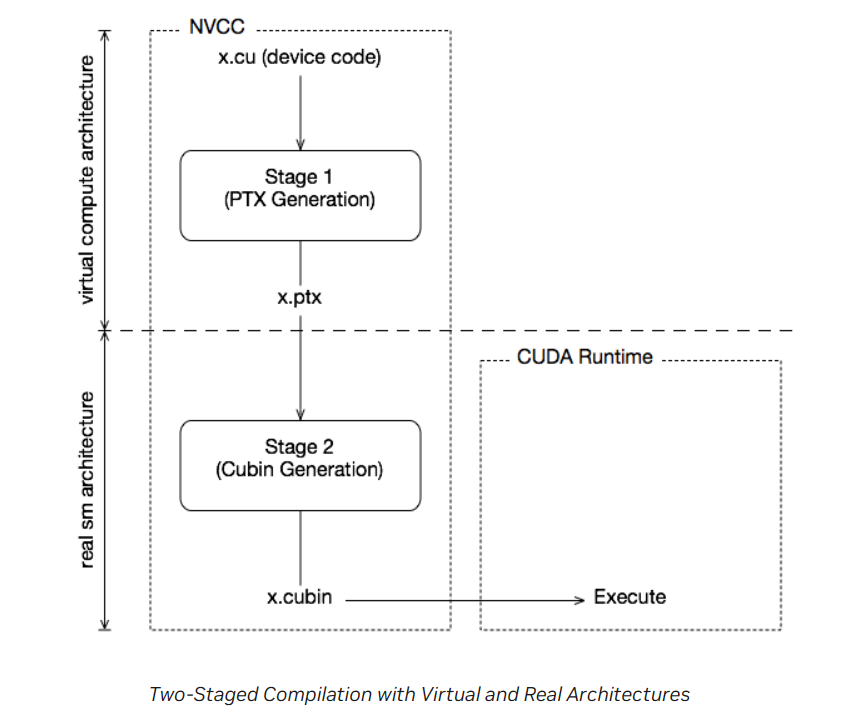 NVCC
x.cu (device code)
virtual compute architecture
Stage 1
(PTX Generation)
x.ptx
CUDA Runtime
real sm architecture
Stage 2
(Cubin Generation)
x.cubin
Execute
Two-Staged Compilation with Virtual and Real Architectures